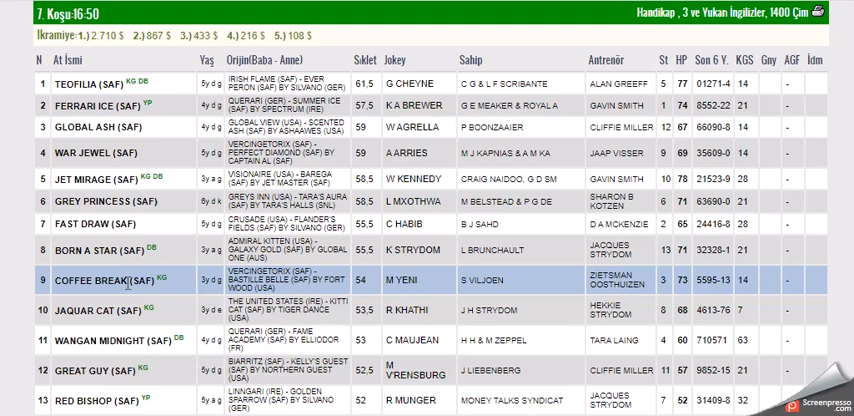 7. Koşu:16:50 Handikap , 3 ve Yukarı İngilizler, 1400 Çim
İkramiye: 1.) 2.710 $ 2.) 867 $ 3.) 433 $ 4.) 216 $ 5.) 108 $
N At İsmi Yaş Orijin(Baba - Anne) Sıklet Jokey Sahip Antrenör St HP Son 6 Y. KGS Gny AGF İdm
1 TEOFILIA (SAF) KG DB 5y d g IRISH FLAME (SAF) - EVER PERON (SAF) BY SILVANO (GER) 61,5 G CHEYNE C G & L F SCRIBANTE ALAN GREEFF 5 77 01271-4 14 -
2 FERRARI ICE (SAF) YP 4y d g QUERARI (GER) - SUMMER ICE (SAF) BY SPECTRUM (IRE) 57,5 K A BREWER G E MEAKER & ROYAL A GAVIN SMITH 1 74 8552-22 21 -
3 GLOBAL ASH (SAF) 4y d g GLOBAL VIEW (USA) - SCENTED ASH (SAF) BY ASHAAWES (USA) 59 W AGRELLA P BOONZAAIER CLIFFIE MILLER 12 67 66090-8 14 -
4 WAR JEWEL (SAF) 4y d g VERCINGETORIX (SAF) - PERFECT DIAMOND (SAF) BY CAPTAIN AL (SAF) 59 A ARRIES M J KAPNIAS & A M KA JAAP VISSER 9 69 35609-0 14 -
5 JET MIRAGE (SAF) KG DB 3y a g VISIONAIRE (USA) - BAREGA (SAF) BY JET MASTER (SAF) 58,5 W KENNEDY CRAIG NAIDOO, G D SM GAVIN SMITH 10 78 21523-9 28 -
6 GREY PRINCESS (SAF) 6y d k GREYS INN (USA) - TARA'S AURA (SAF) BY TARA'S HALLS (SNL) 58,5 L MXOTHWA M BELSTEAD & P G DE SHARON B KOTZEN 6 71 63690-0 21 -
7 FAST DRAW (SAF) 6y d g CRUSADE (USA) - FLANDER'S FIELDS (SAF) BY SILVANO (GER) 55,5 C HABIB B J SAHD D A MCKENZIE 2 65 24416-8 28 -
8 BORN A STAR (SAF) DB 3y a g ADMIRAL KITTEN (USA) - GALAXY GOLD (SAF) BY GLOBAL ONE (AUS) 55,5 K STRYDOM L BRUNCHAULT JACQUES STRYDOM 13 71 32328-1 21 -
9 COFFEE BREAK (SAF) KG 3y d g VERCINGETORIX (SAF) - BASTILLE BELLE (SAF) BY FORT WOOD (USA) 54 M YENI S VILJOEN ZIETSMAN OOSTHUIZEN 3 73 5595-13 14 -
10 JAQUAR CAT (SAF) KG 3y d e THE UNITED STATES (IRE) - KITTI CAT (SAF) BY TIGER DANCE (USA) 53,5 R KHATHI J H STRYDOM HEKKIE STRYDOM 8 68 4613-76 7 -
11 WANGAN MIDNIGHT (SAF) DB 4y d g QUERARI (GER) - FAME ACADEMY (SAF) BY ELLIODOR (FR) 53 C MAUJEAN H H & M ZEPPEL TARA LAING 4 60 710571 63 -
12 GREAT GUY (SAF) KG 5y d g BIARRITZ (SAF) - KELLY'S GUEST (SAF) BY NORTHERN GUEST (USA) 52,5 M V'RENSBURG J LIEBENBERG CLIFFIE MILLER 11 57 9852-15 21 -
13 RED BISHOP (SAF) YP 4y d g LINNGARI (IRE) - GOLDEN SPARROW (SAF) BY SILVANO (GER) 52 R MUNGER MONEY TALKS SYNDICAT JACQUES STRYDOM 7 52 31409-8 32 -
Screenpresso
.com